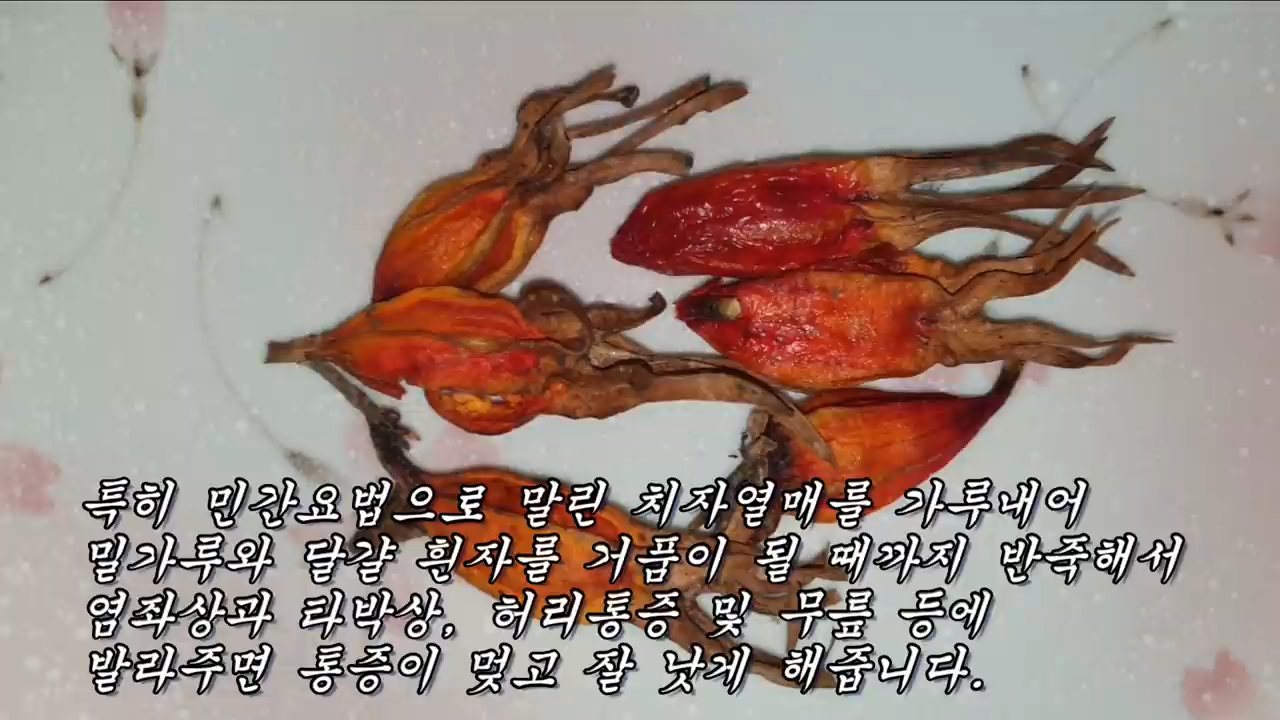 특히 민간요법으로 말린 치자열매를 가루내어
밀가루와 달걀 흰자를 거품이 될 때까지 반죽해서
염좌상과 타박상, 허리통증 및 무릎 등에
발라주면 통증이 멎고 잘 낫게 해줍니다.